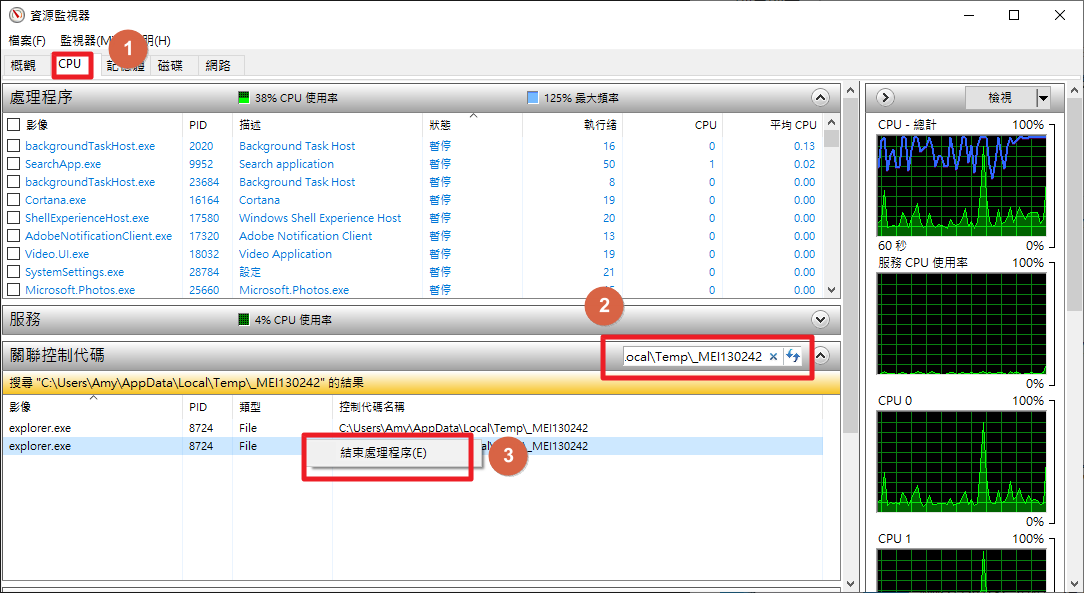 資源監視器
檔案(F) 監視器(M) 明(H)
1
概觀 CPU 記憶體 磁碟 網路
處理程序 38% CPU 使用率 125% 最大頻率
影像 PID 描述 狀態 執行緒 CPU 平均 CPU
backgroundTaskHost.exe 2020 Background Task Host 暫停 16 0 0.13
SearchApp.exe 9952 Search application 暫停 50 1 0.02
backgroundTaskHost.exe 23684 Background Task Host 暫停 8 0 0.00
Cortana.exe 16164 Cortana 暫停 19 0 0.00
ShellExperienceHost.exe 17580 Windows Shell Experience Host 暫停 20 0 0.00
AdobeNotificationClient.exe 17320 Adobe Notification Client 暫停 13 0 0.00
Video.UI.exe 18032 Video Application 暫停 19 0 0.00
SystemSettings.exe 28784 設定 暫停 21 0 0.00
Microsoft.Photos.exe 25660 Microsoft.Photos.exe 暫停 0 0.00
2
服務 4% CPU 使用率
關聯控制代碼 ocal\Temp\_MEI130242
搜尋 "C:\Users\Amy\AppData\Local\Temp\_MEI130242" 的結果
影像 PID 類型 控制代碼名稱
explorer.exe 8724 File C:\Users\Amy\AppData\Local\Temp\_MEI130242
explorer.exe 8724 File al\Temp\_MEI130242
結束處理程序(E)
3
檢視
CPU - 總計 100%
60 秒 0%
服務 CPU 使用率 100%
0%
CPU 0 100%
0%
CPU 1 100%